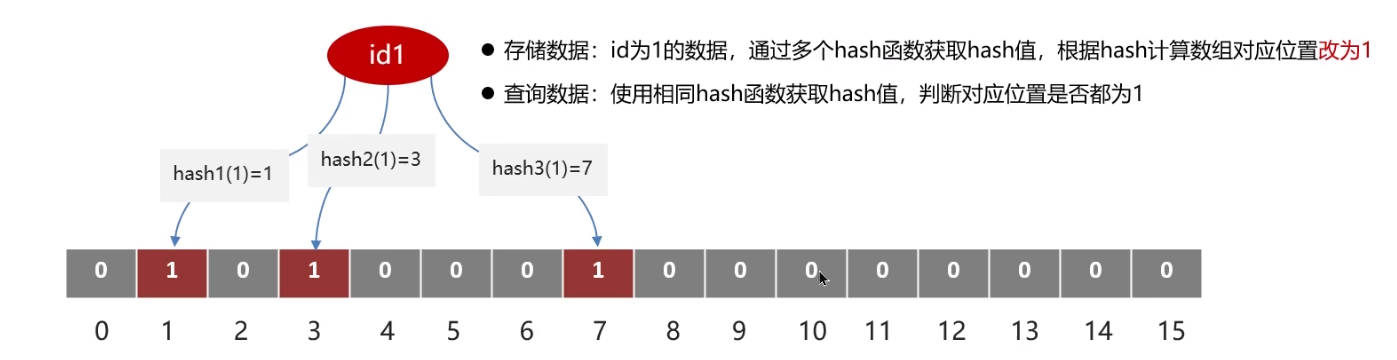 id1
● 存储数据：id为1的数据，通过多个hash函数获取hash值，根据hash计算数组对应位置改为1
● 查询数据：使用相同hash函数获取hash值，判断对应位置是否都为1
hash1(1)=1
hash2(1)=3
hash3(1)=7
0 1 0 1 0 0 0 1 0 0 0 0 0 0 0 0
0 1 2 3 4 5 6 7 8 9 10 11 12 13 14 15